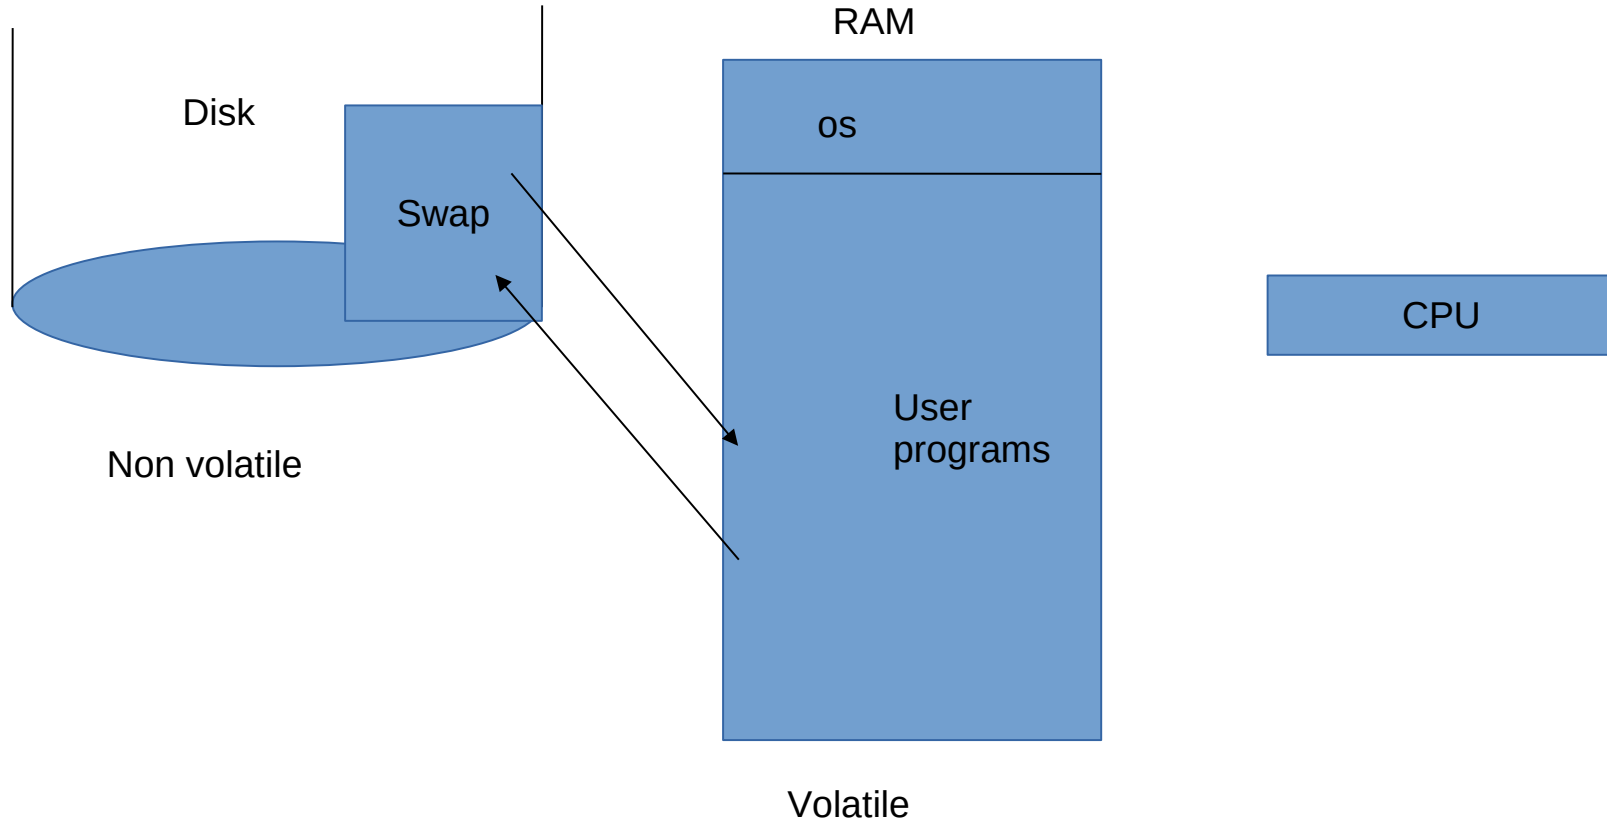 RAM
Disk
os
Swap
CPU
User
programs
Non volatile
Volatile